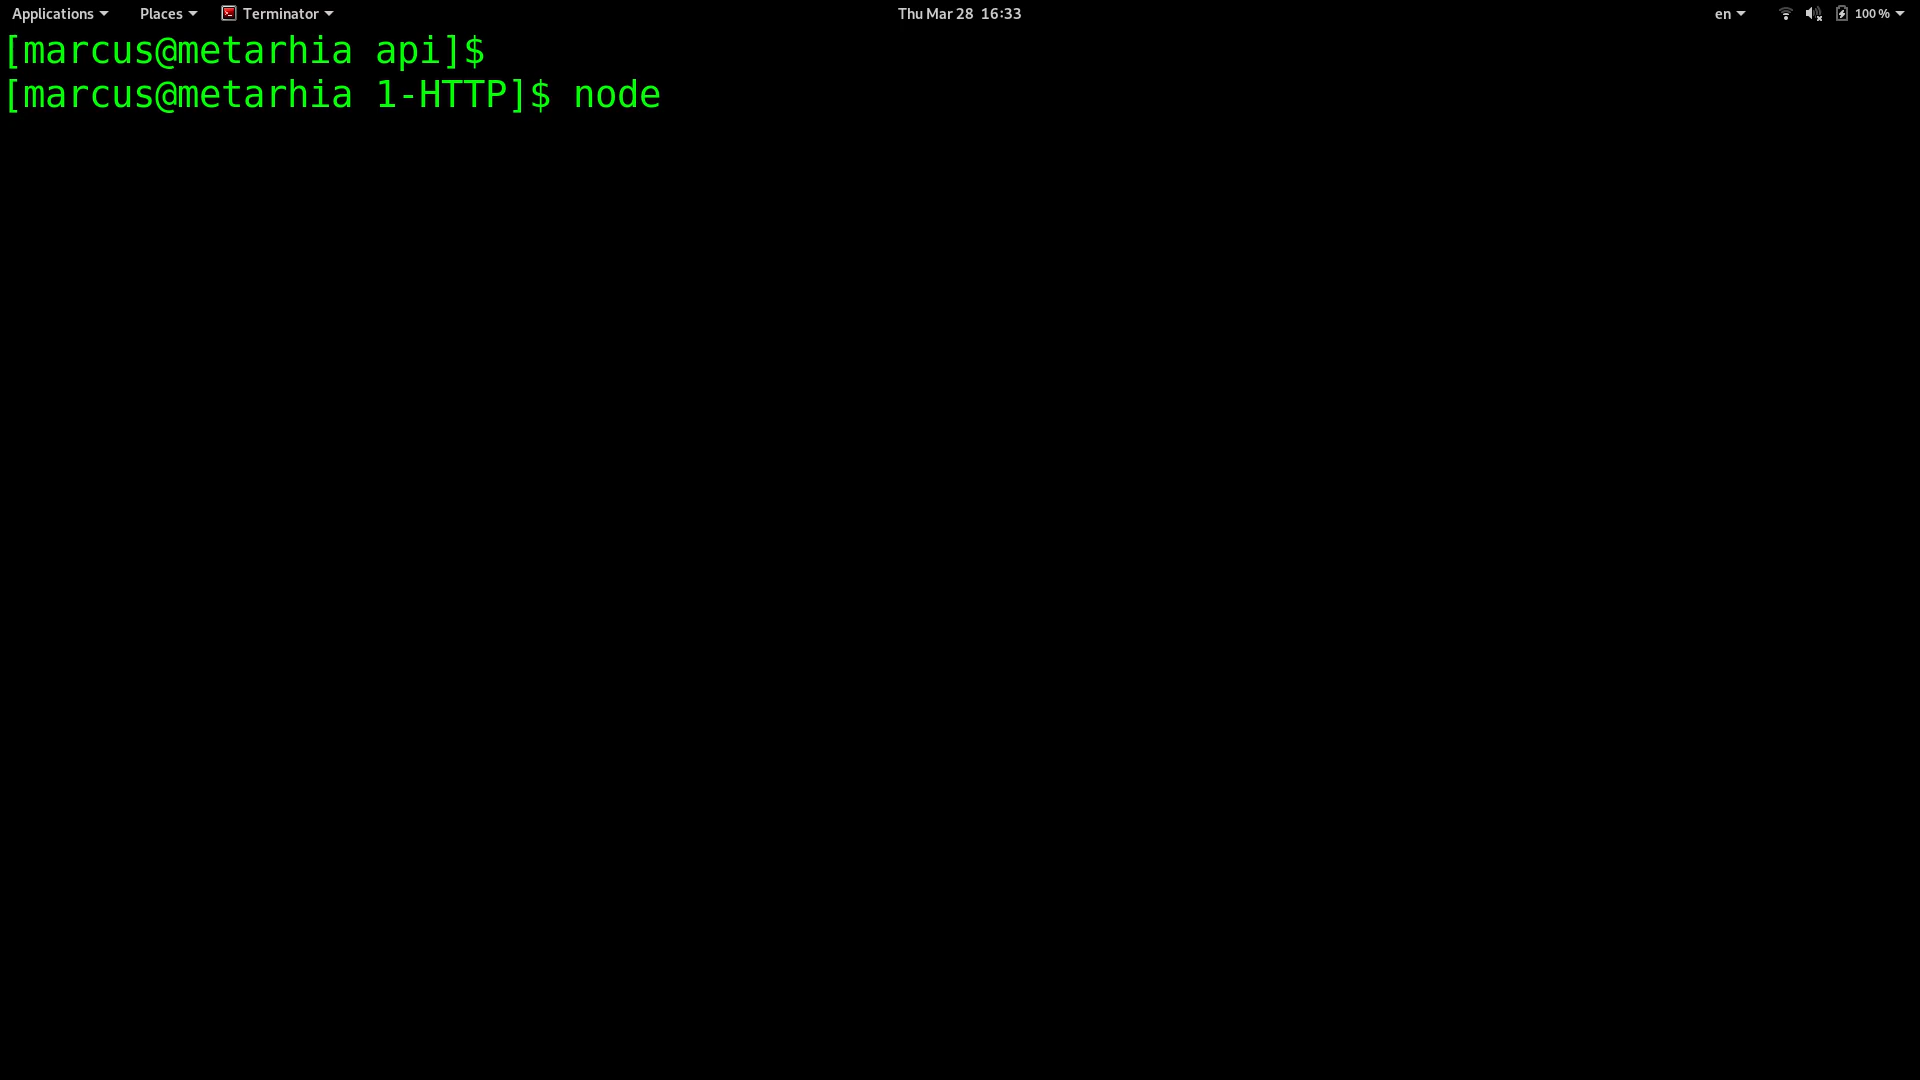 Applications Places Terminator Thu Mar 28 16:33 en 100 %
[marcus@metarhia api]$
[marcus@metarhia 1-HTTP]$ node